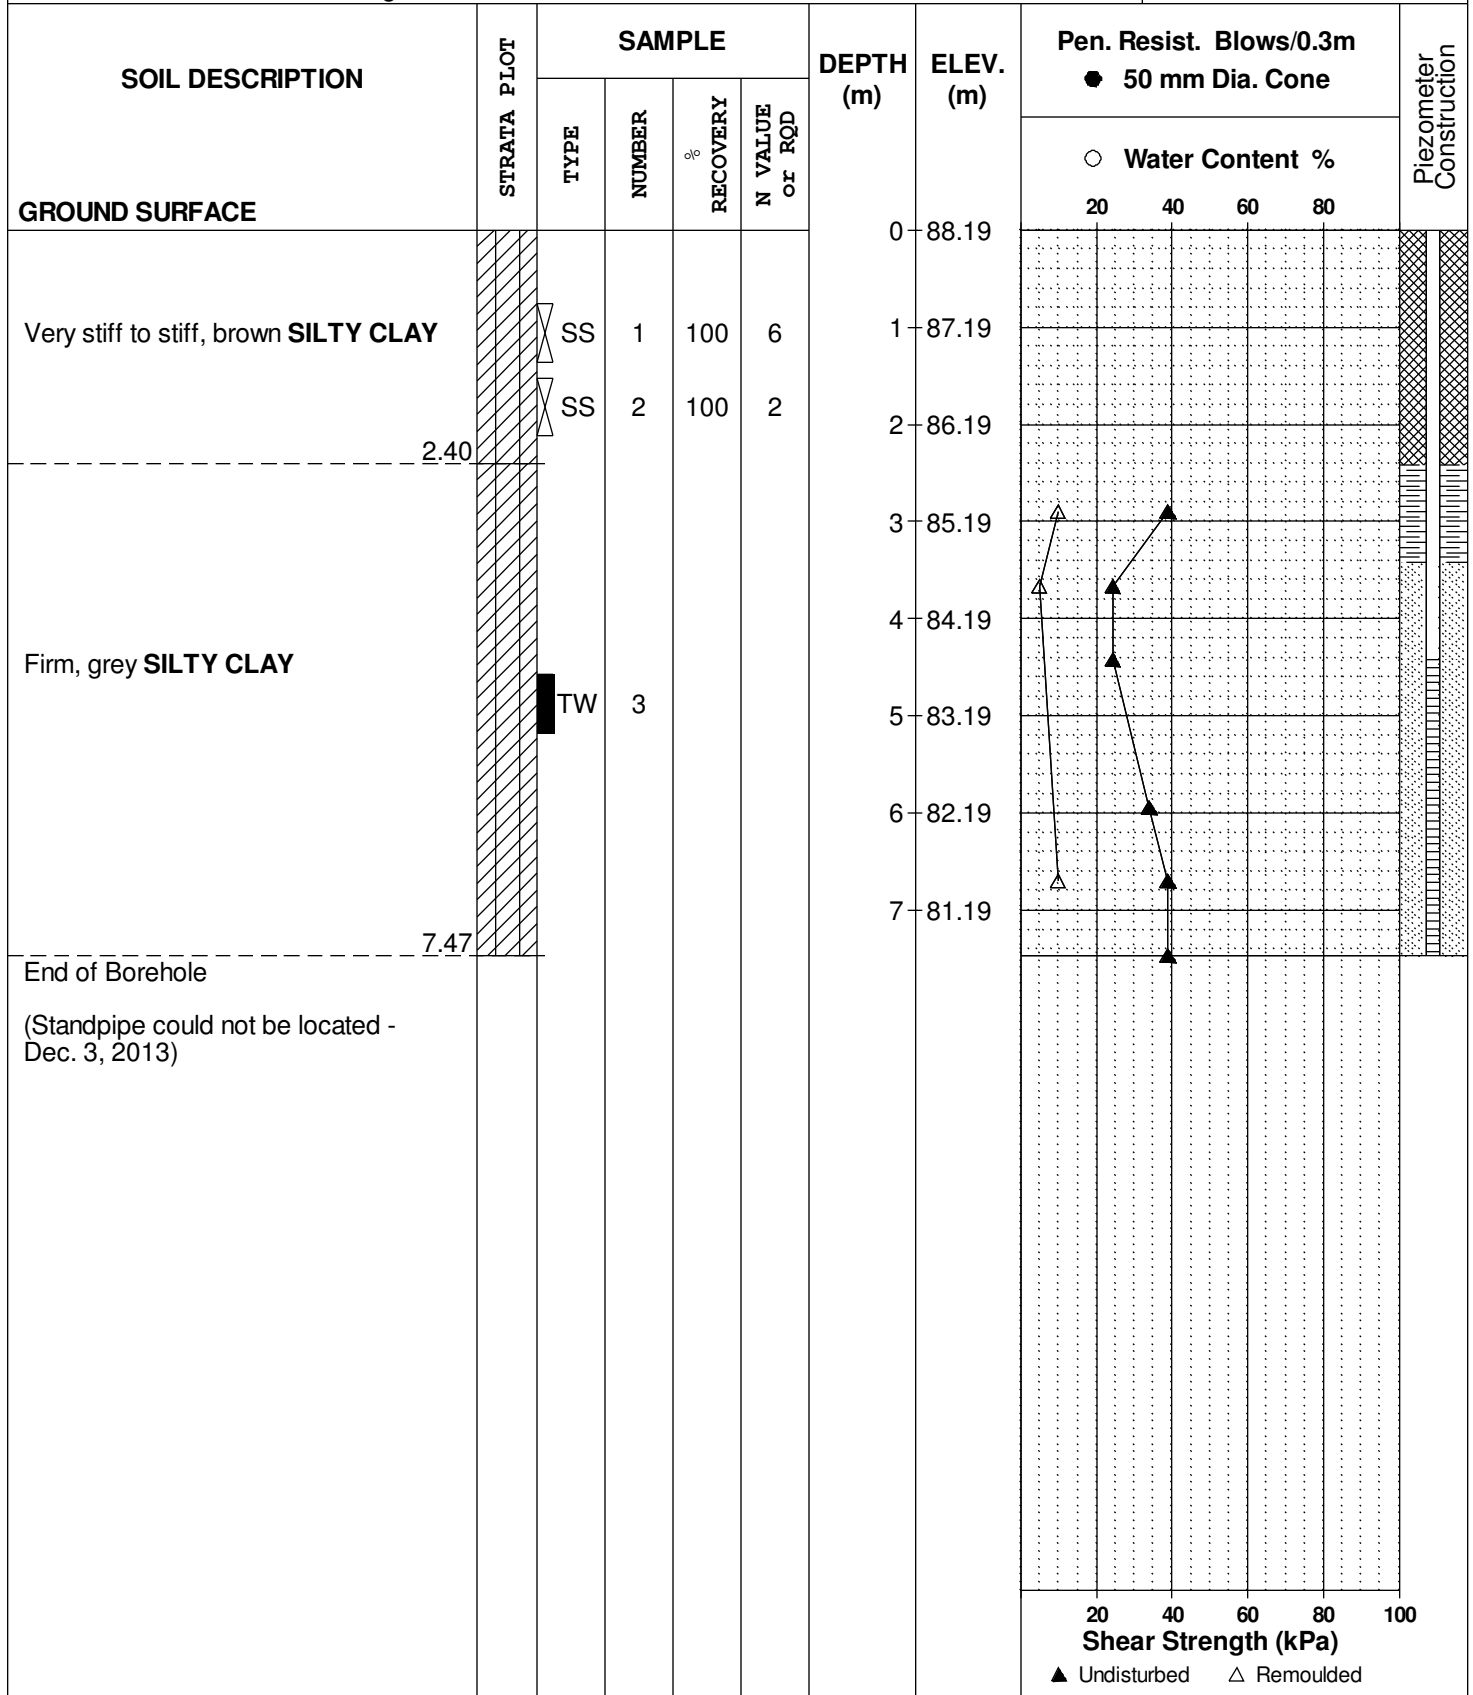 SOIL DESCRIPTION
GROUND SURFACE
STRATA PLOT
SAMPLE
TYPE
NUMBER
%
RECOVERY
N VALUE
or RQD
DEPTH
(m)
ELEV.
(m)
Pen. Resist. Blows/0.3m
● 50 mm Dia. Cone
○ Water Content %
20 40 60 80
Piezometer
Construction
0 88.19
Very stiff to stiff, brown SILTY CLAY
SS 1 100 6
1 87.19
SS 2 100 2
2 86.19
2.40
3 85.19
4 84.19
Firm, grey SILTY CLAY
TW 3
5 83.19
6 82.19
7 81.19
7.47
End of Borehole
(Standpipe could not be located -
Dec. 3, 2013)
20 40 60 80 100
Shear Strength (kPa)
▲ Undisturbed △ Remoulded